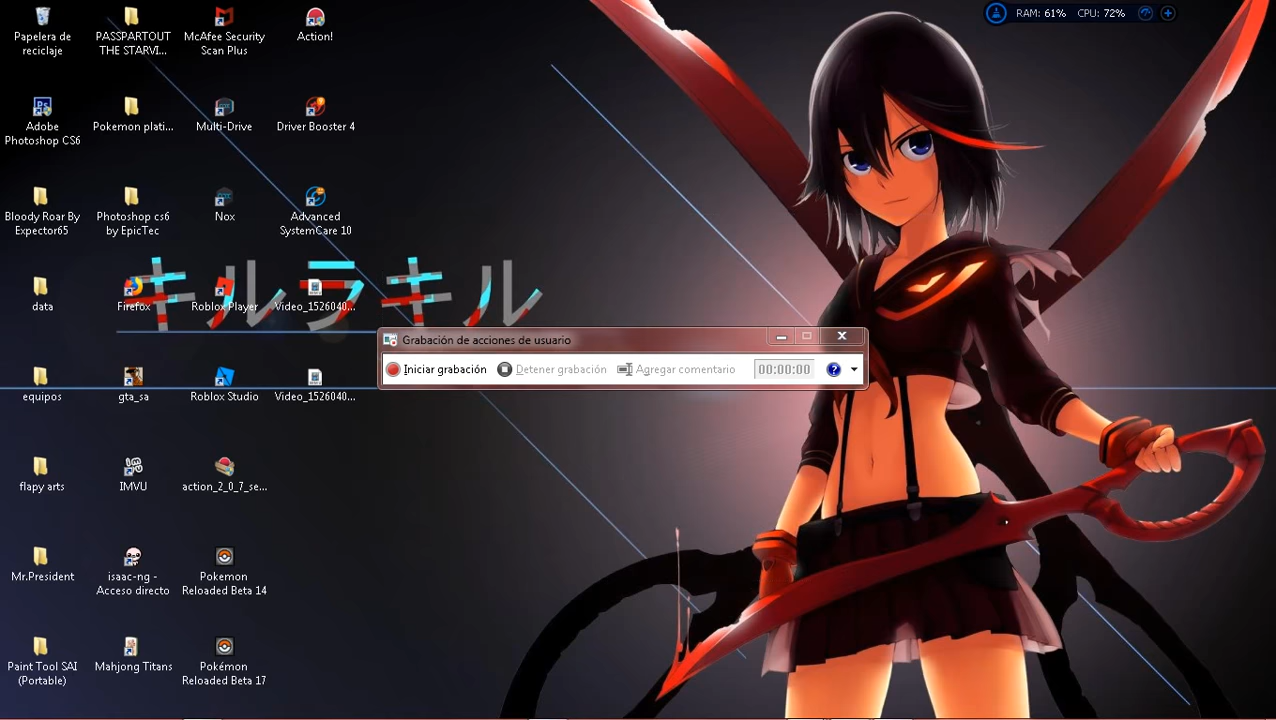 RAM: 61% CPU: 72%
Papelera de
reciclaje
PASSPARTOUT
THE STARVI...
McAfee Security
Scan Plus
Action!
Adobe
Photoshop CS6
Pokemon plati...
Multi-Drive
Driver Booster 4
Bloody Roar By
Expector65
Photoshop cs6
by EpicTec
Nox
Advanced
SystemCare 10
キルラキル
data
Firefox
Roblox Player
Video_1526040...
Grabación de acciones de usuario
Iniciar grabación
Detener grabación
Agregar comentario
00:00:00
equipos
gta_sa
Roblox Studio
Video_1526040...
flapy arts
IMVU
action_2_0_7_se...
Mr.President
isaac-ng -
Acceso directo
Pokemon
Reloaded Beta 14
Paint Tool SAI
(Portable)
Mahjong Titans
Pokémon
Reloaded Beta 17